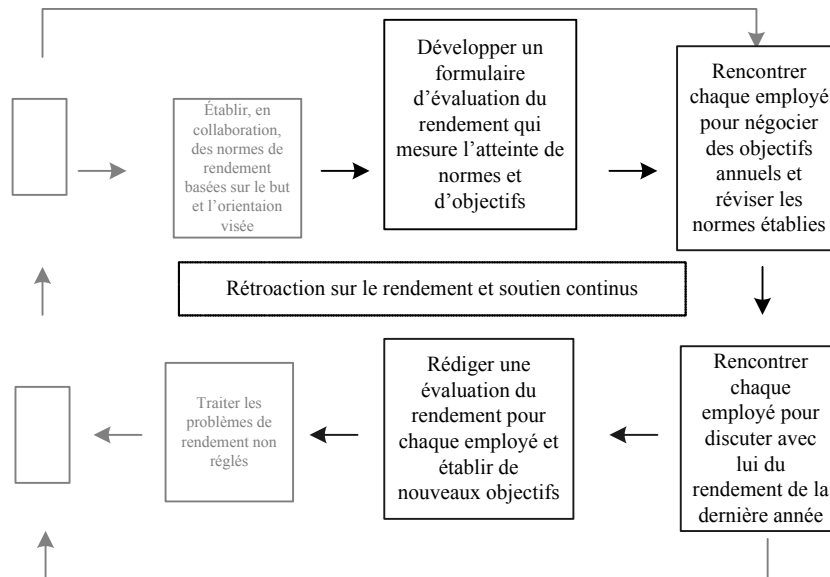 Établir, en
collaboration,
des normes de
rendement
basées sur le but
et l’orientaion
visée
Développer un
formulaire
d’évaluation du
rendement qui
mesure l’atteinte de
normes et
d’objectifs
Rencontrer
chaque employé
pour négocier
des objectifs
annuels et
réviser les
normes établies
Rétroaction sur le rendement et soutien continus
Traiter les
problèmes de
rendement non
réglés
Rédiger une
évaluation du
rendement pour
chaque employé et
établir de
nouveaux objectifs
Rencontrer
chaque
employé pour
discuter avec
lui du
rendement de la
dernière année